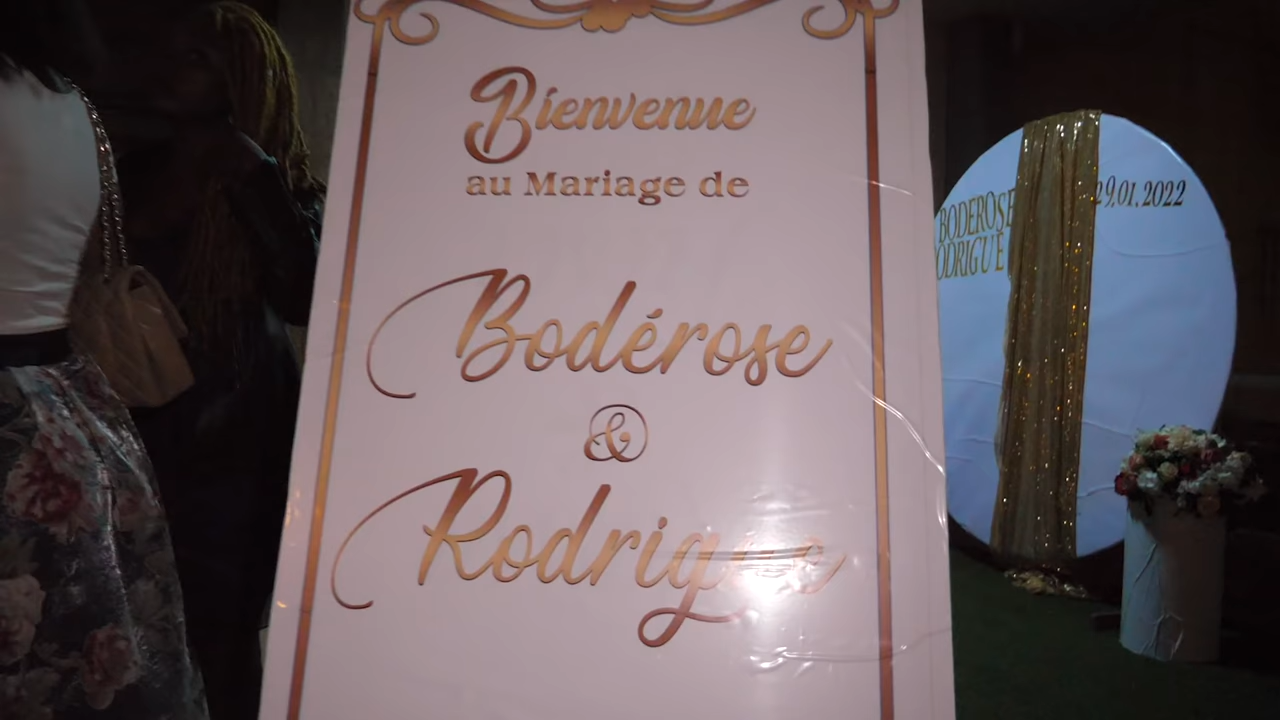 Bienvenue
au Mariage de
Bodérose
&
Rodrigue
BODEROSE
RODRIGUE
29.01.2022